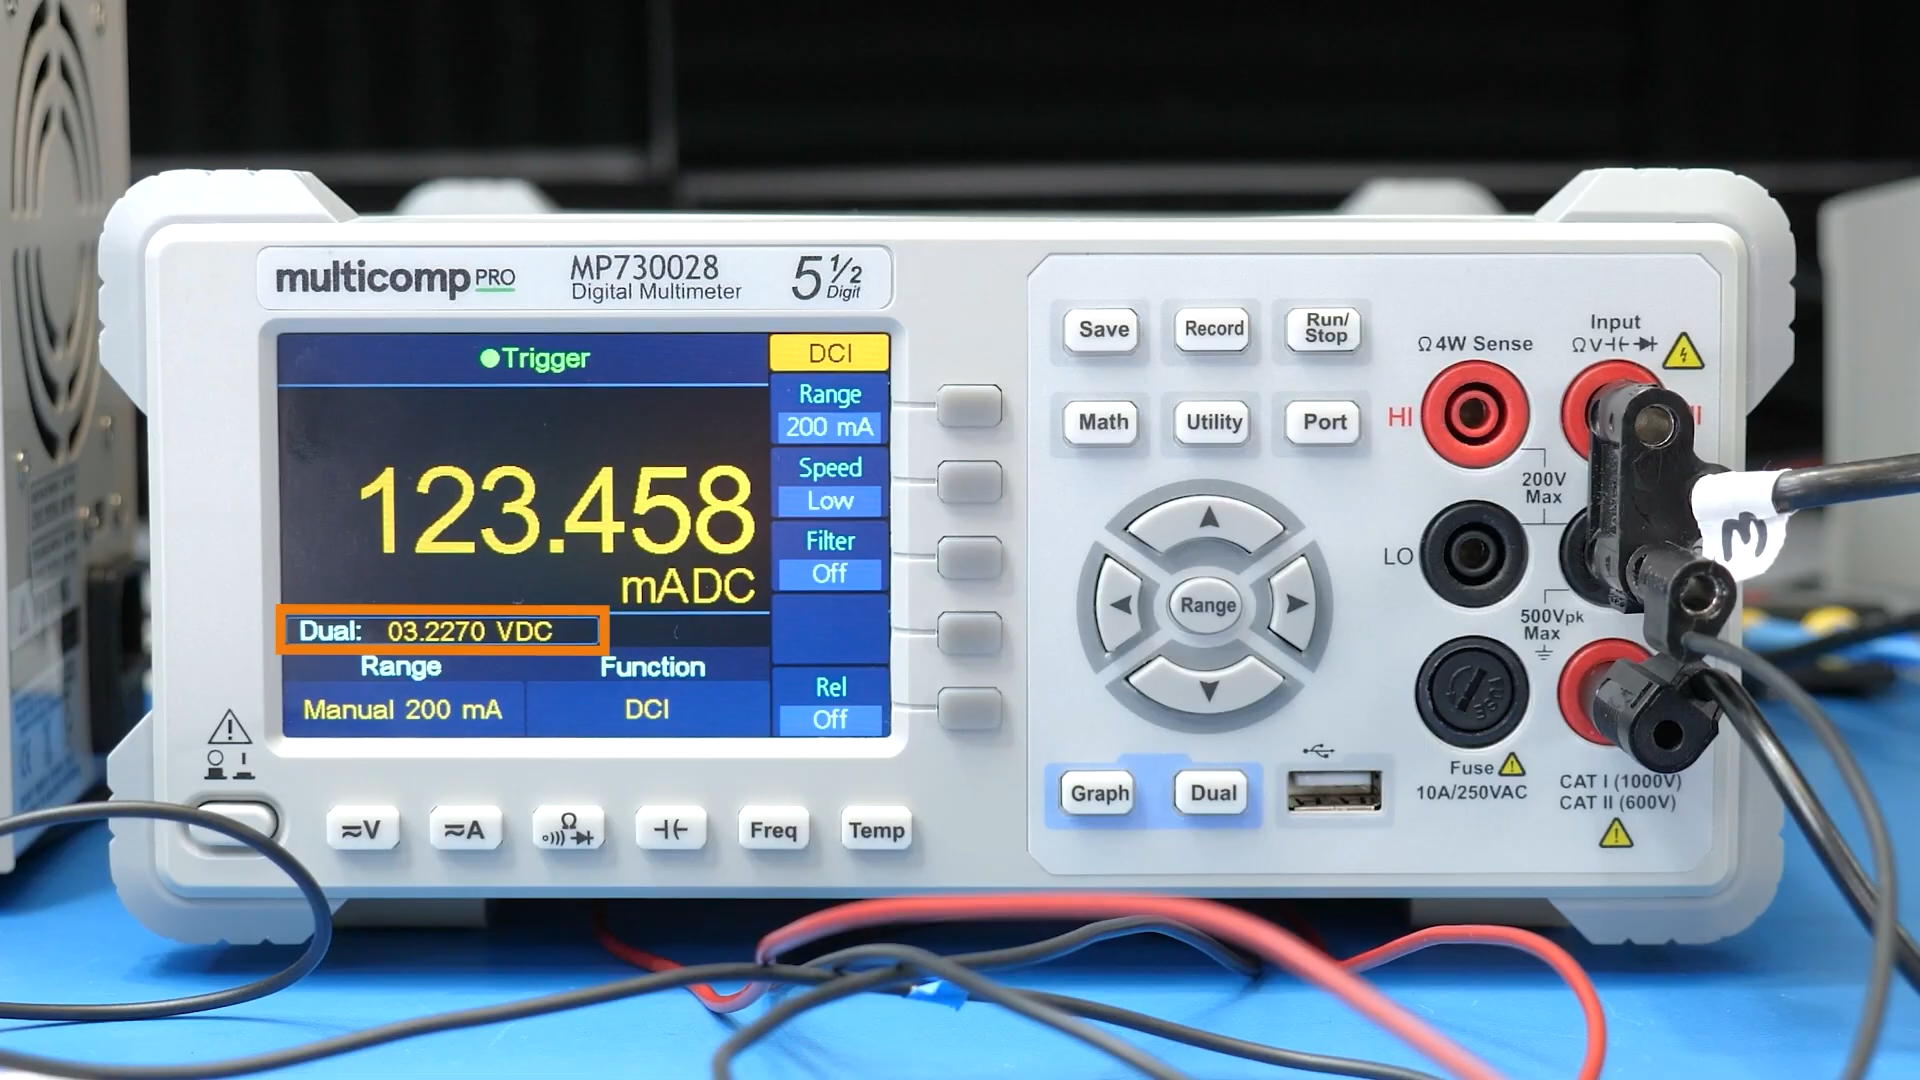 multicomp PRO
MP730028
Digital Multimeter
5 1/2
Digit
Trigger
DCI
Range
200 mA
123.458
mADC
Speed
Low
Filter
Off
Dual: 03.2270 VDC
Range
Function
Manual 200 mA
DCI
Rel
Off
≂V
≂A
Ω
Freq
Temp
Save
Record
Run/
Stop
Math
Utility
Port
Range
Graph
Dual
Ω 4W Sense
Input
ΩV
HI
200V
Max
LO
500Vpk
Max
FUSE
Fuse
10A/250VAC
CAT I (1000V)
CAT II (600V)
3